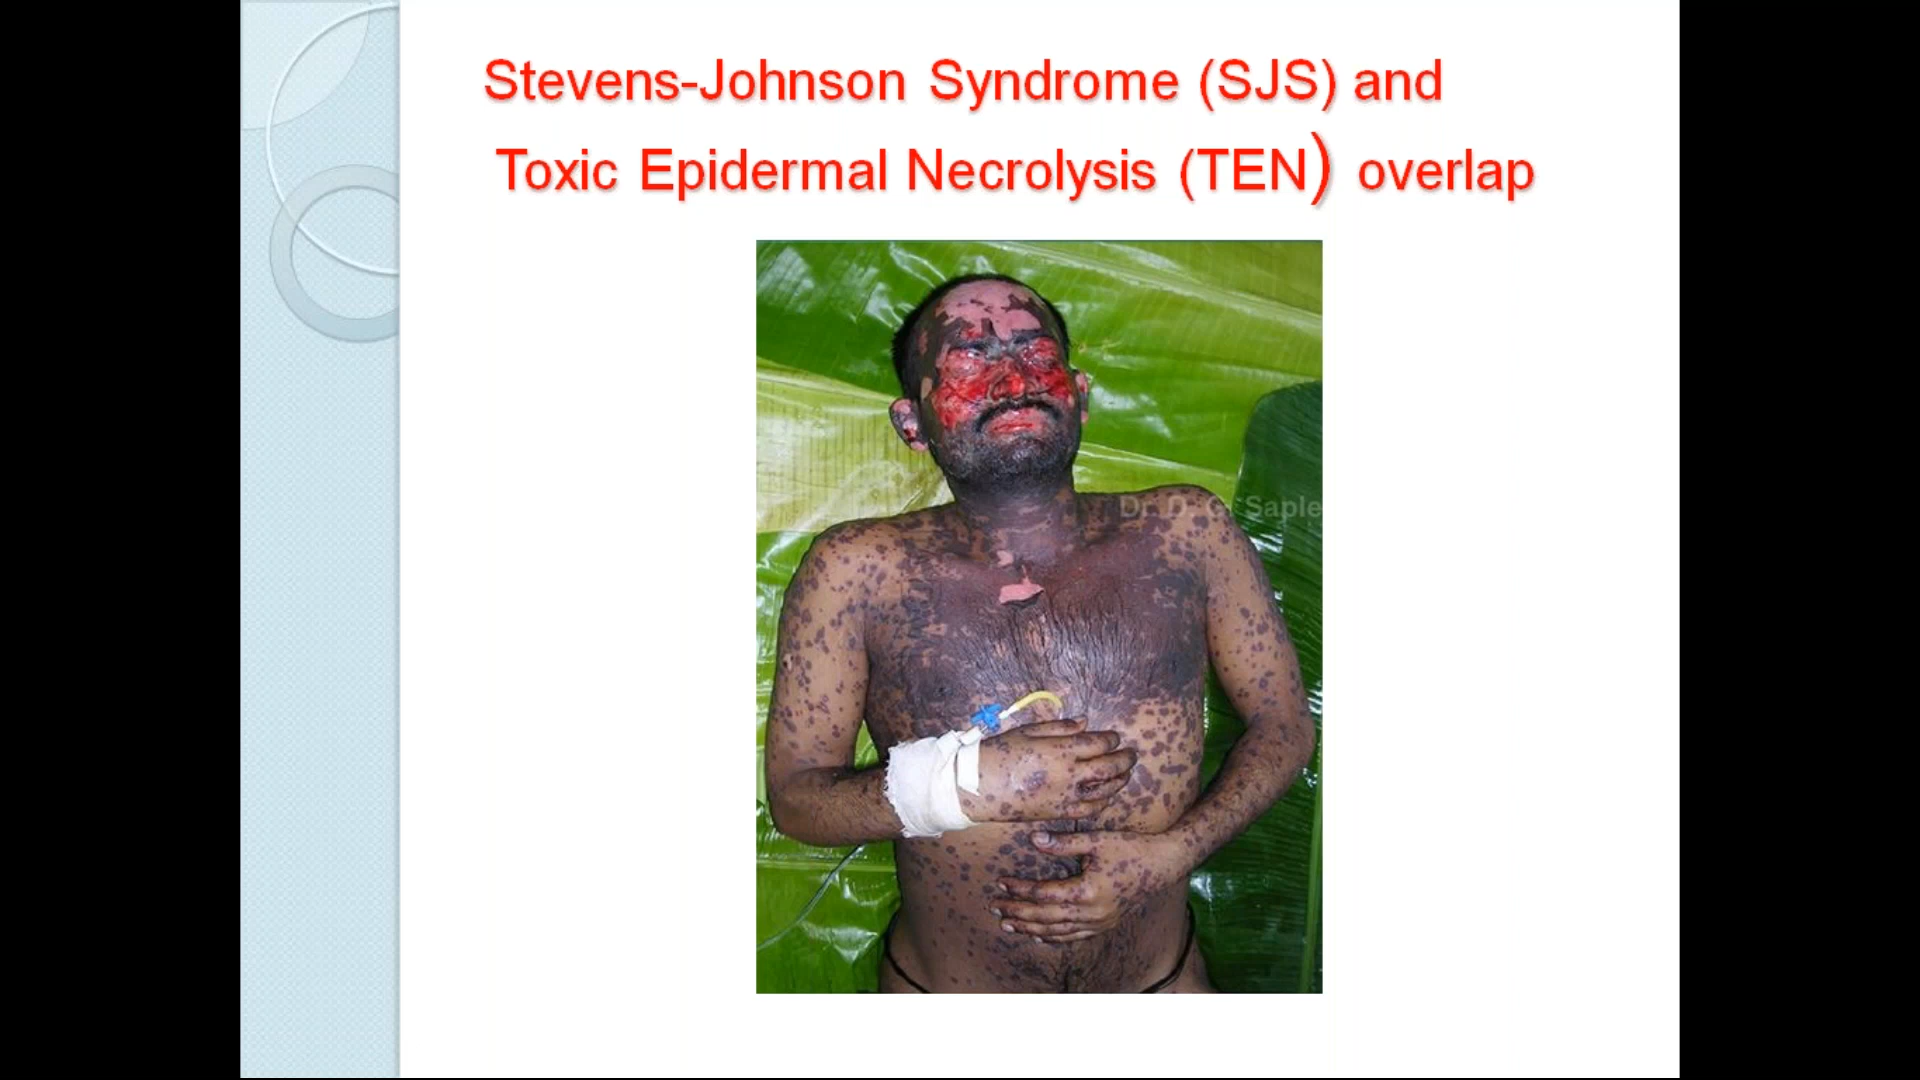 Stevens-Johnson Syndrome (SJS) and
Toxic Epidermal Necrolysis (TEN) overlap
Dr. D. G. Saple